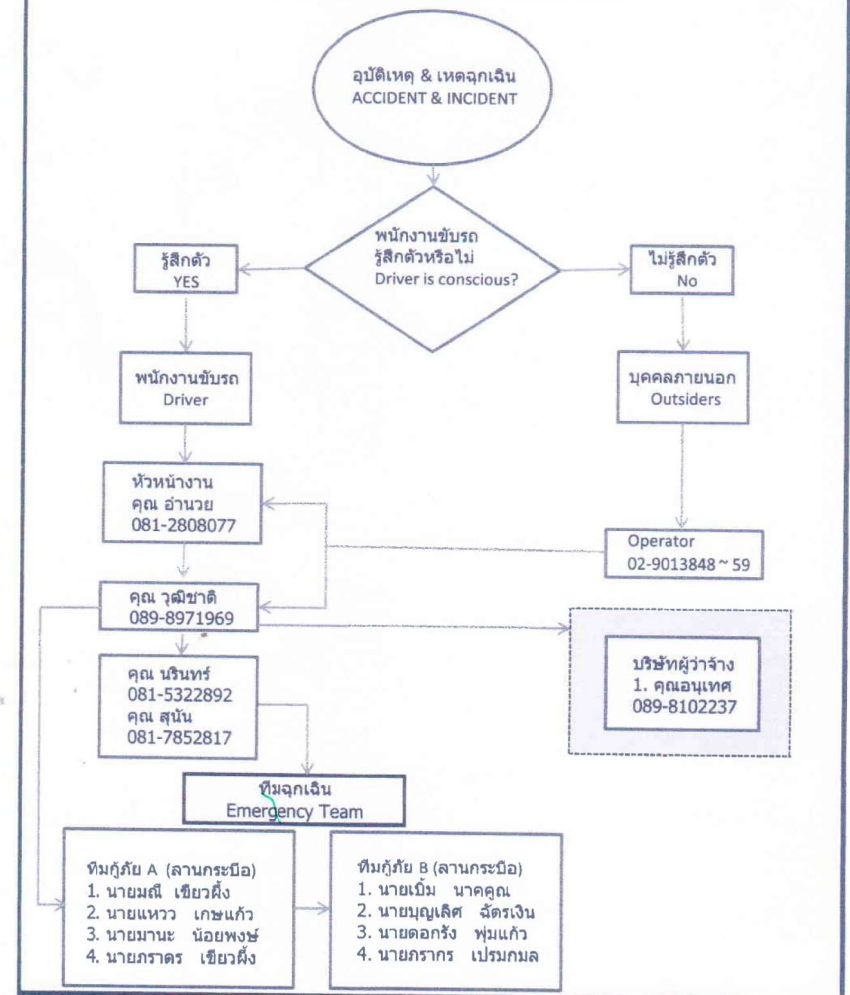 อุบัติเหตุ & เหตุฉุกเฉิน
ACCIDENT & INCIDENT
พนักงานขับรถ
รู้สึกตัวหรือไม่
Driver is conscious?
รู้สึกตัว
YES
ไม่รู้สึกตัว
No
พนักงานขับรถ
Driver
บุคคลภายนอก
Outsiders
หัวหน้างาน
คุณ อำนวย
081-2808077
Operator
02-9013848 ~ 59
คุณ วุฒิชาติ
089-8971969
บริษัทผู้ว่าจ้าง
1. คุณอนุเทศ
089-8102237
คุณ นรินทร์
081-5322892
คุณ สุนัน
081-7852817
ทีมฉุกเฉิน
Emergency Team
ทีมกู้ภัย A (ลานกระบือ)
1. นายมณี เขียวผึ้ง
2. นายแหวว เกษแก้ว
3. นายมานะ น้อยพงษ์
4. นายภราดร เขียวผึ้ง
ทีมกู้ภัย B (ลานกระบือ)
1. นายเบิ้ม นาคคูณ
2. นายบุญเลิศ ฉัตรเงิน
3. นายดอกรัง พุ่มแก้ว
4. นายภรากร เปรมกมล